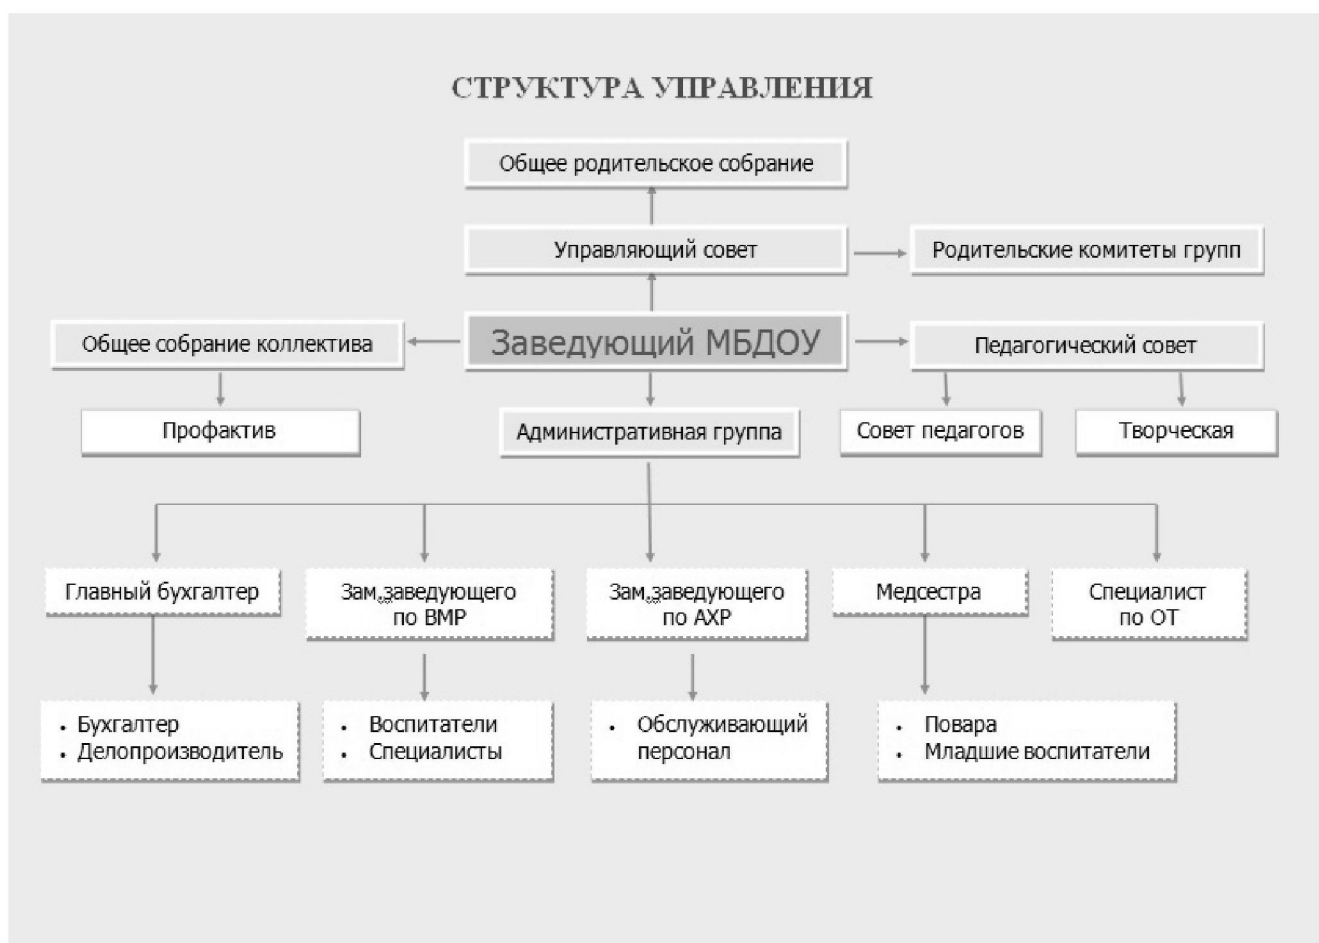 СТРУКТУРА УПРАВЛЕНИЯ
Общее родительское собрание
Управляющий совет
Родительские комитеты групп
Общее собрание коллектива
Заведующий МБДОУ
Педагогический совет
Профактив
Административная группа
Совет педагогов
Творческая
Главный бухгалтер
Зам.заведующего
по ВМР
Зам.заведующего
по АХР
Медсестра
Специалист
по ОТ
• Бухгалтер
• Делопроизводитель
• Воспитатели
• Специалисты
• Обслуживающий
персонал
• Повара
• Младшие воспитатели